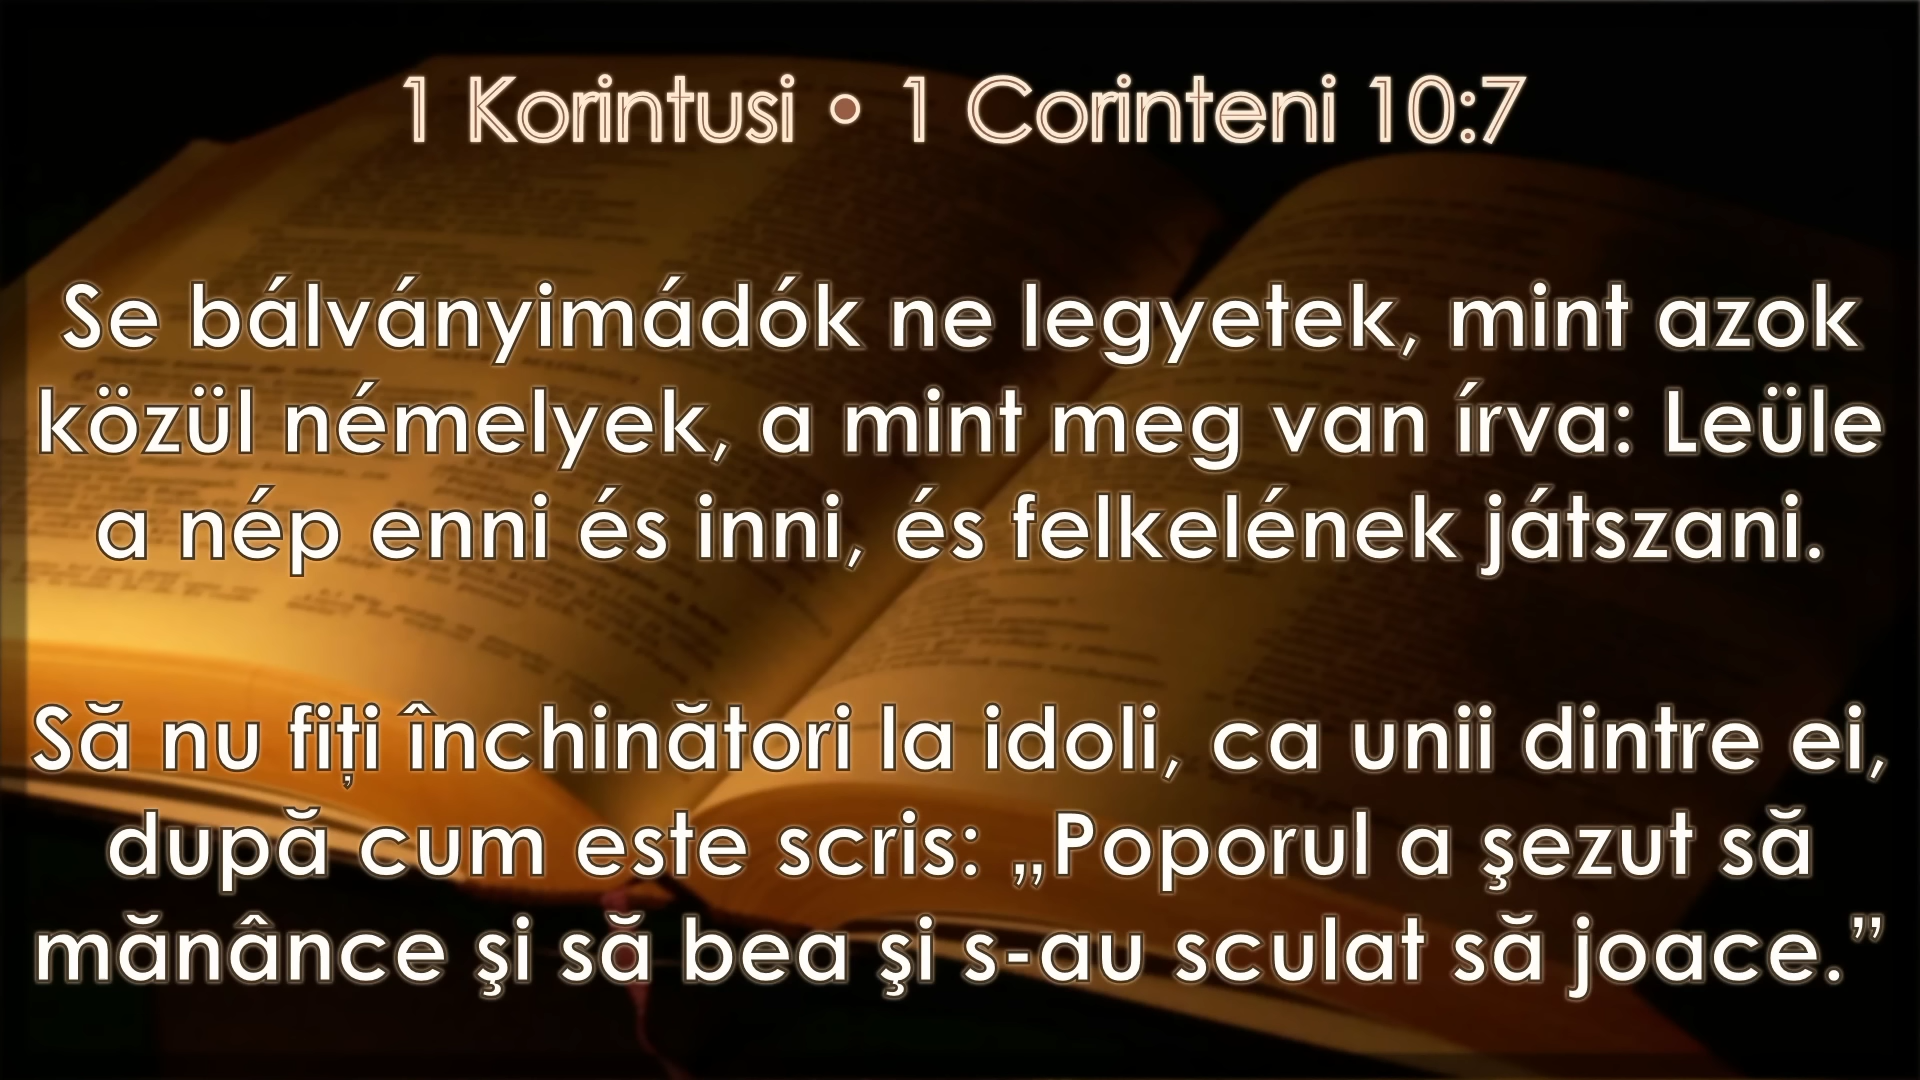 1 Korintusi • 1 Corinteni 10:7
Se bálványimádók ne legyetek, mint azok
közül némelyek, a mint meg van írva: Leüle
a nép enni és inni, és felkelének játszani.
Să nu fiţi închinători la idoli, ca unii dintre ei,
după cum este scris: „Poporul a şezut să
mănânce şi să bea şi s-au sculat să joace.”